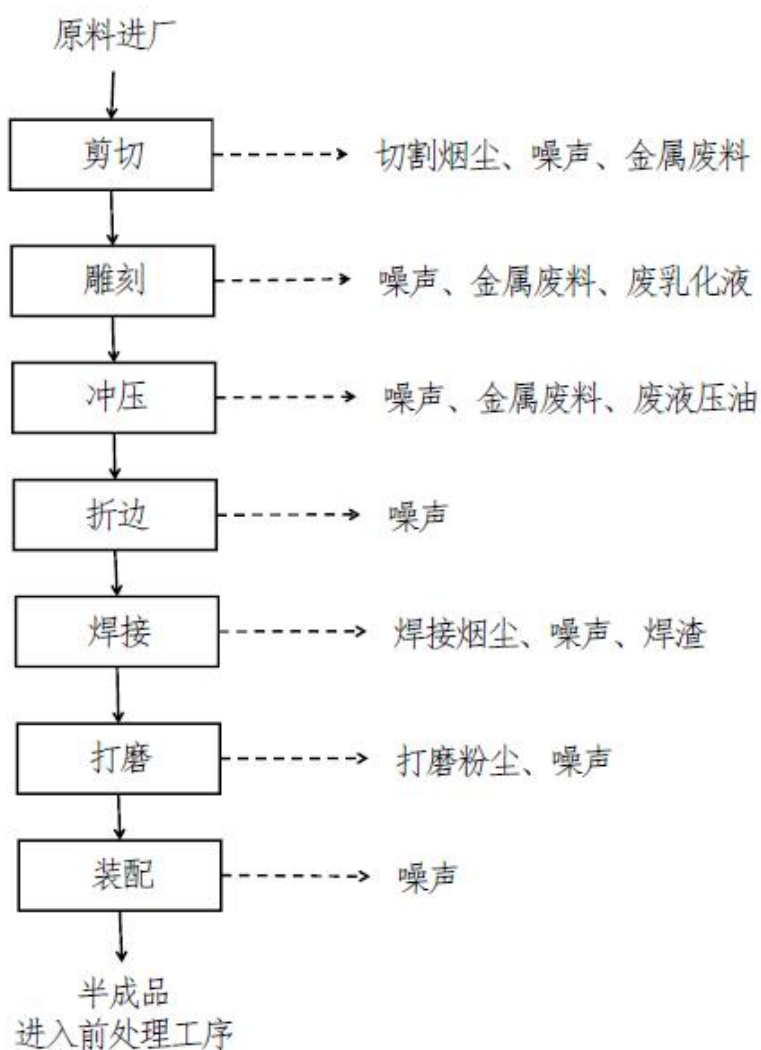 原料进厂
剪切
切割烟尘、噪声、金属废料
雕刻
噪声、金属废料、废乳化液
冲压
噪声、金属废料、废液压油
折边
噪声
焊接
焊接烟尘、噪声、焊渣
打磨
打磨粉尘、噪声
装配
噪声
半成品
进入前处理工序